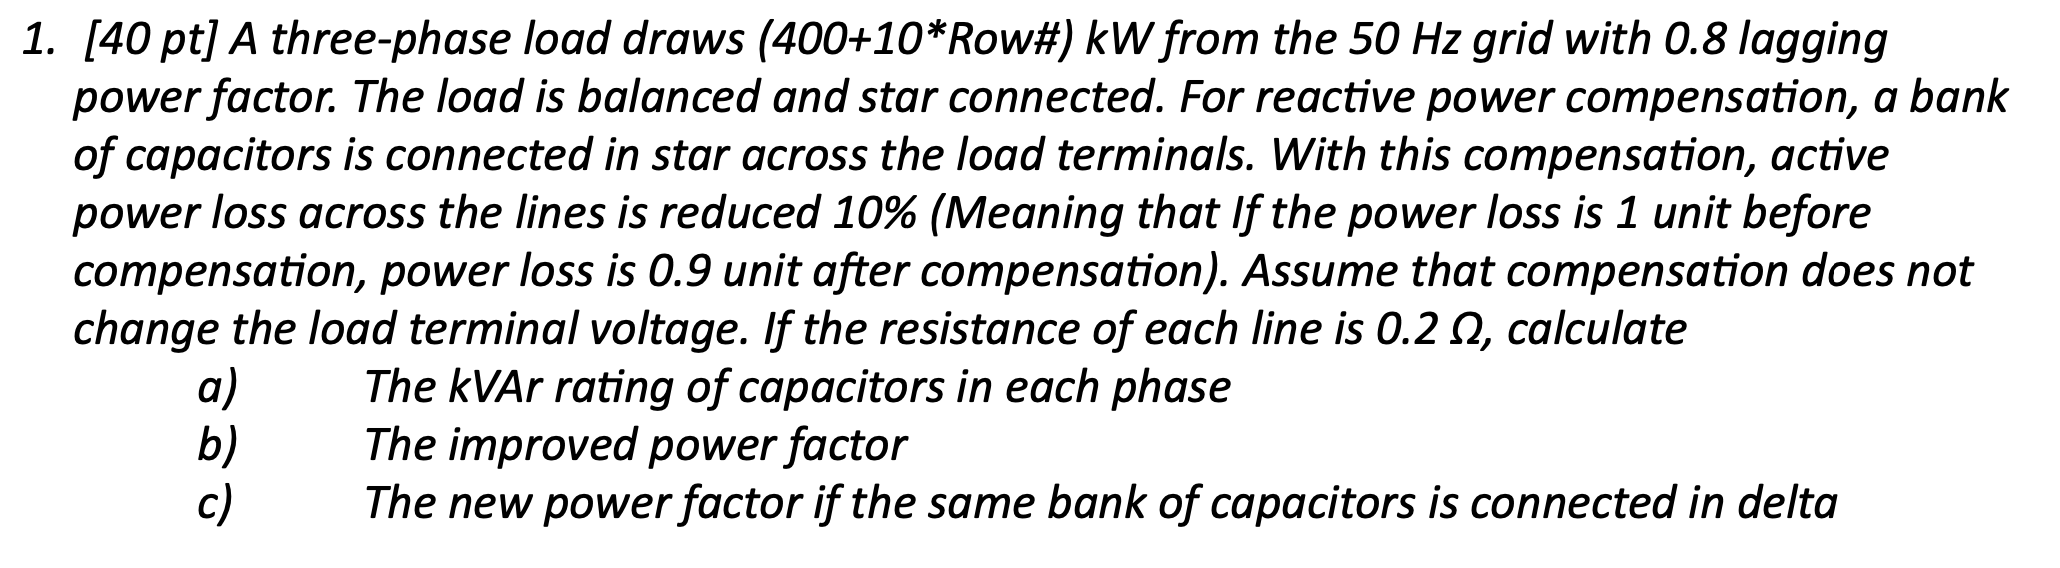 1. [40 pt] A three-phase load draws (400+10*Row#) kW from the 50 Hz grid with 0.8 lagging
power factor. The load is balanced and star connected. For reactive power compensation, a bank
of capacitors is connected in star across the load terminals. With this compensation, active
power loss across the lines is reduced 10% (Meaning that If the power loss is 1 unit before
compensation, power loss is 0.9 unit after compensation). Assume that compensation does not
change the load terminal voltage. If the resistance of each line is 0.2 Ω, calculate
a) The kVAr rating of capacitors in each phase
b) The improved power factor
c) The new power factor if the same bank of capacitors is connected in delta